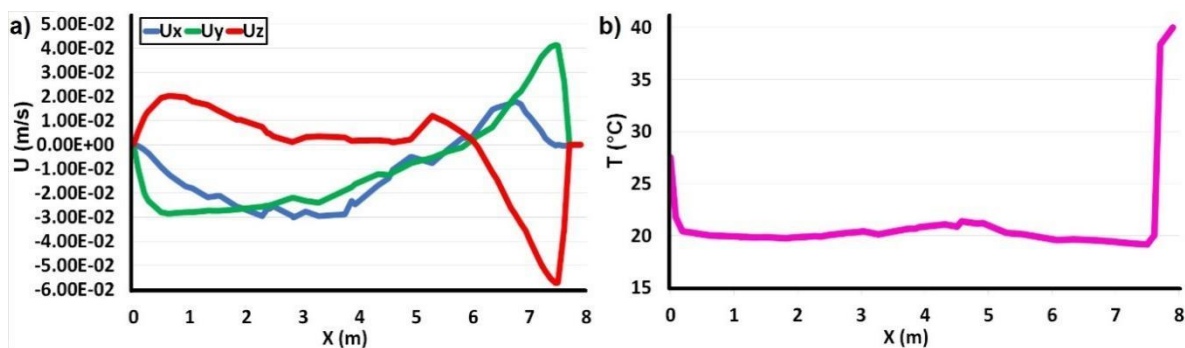 a)
Ux Uy Uz
5.00E-02
4.00E-02
3.00E-02
2.00E-02
1.00E-02
0.00E+00
-1.00E-02
-2.00E-02
-3.00E-02
-4.00E-02
-5.00E-02
-6.00E-02
U (m/s)
0 1 2 3 4 5 6 7 8
X (m)
b)
40
35
30
25
20
15
T (°C)
0 1 2 3 4 5 6 7 8
X (m)